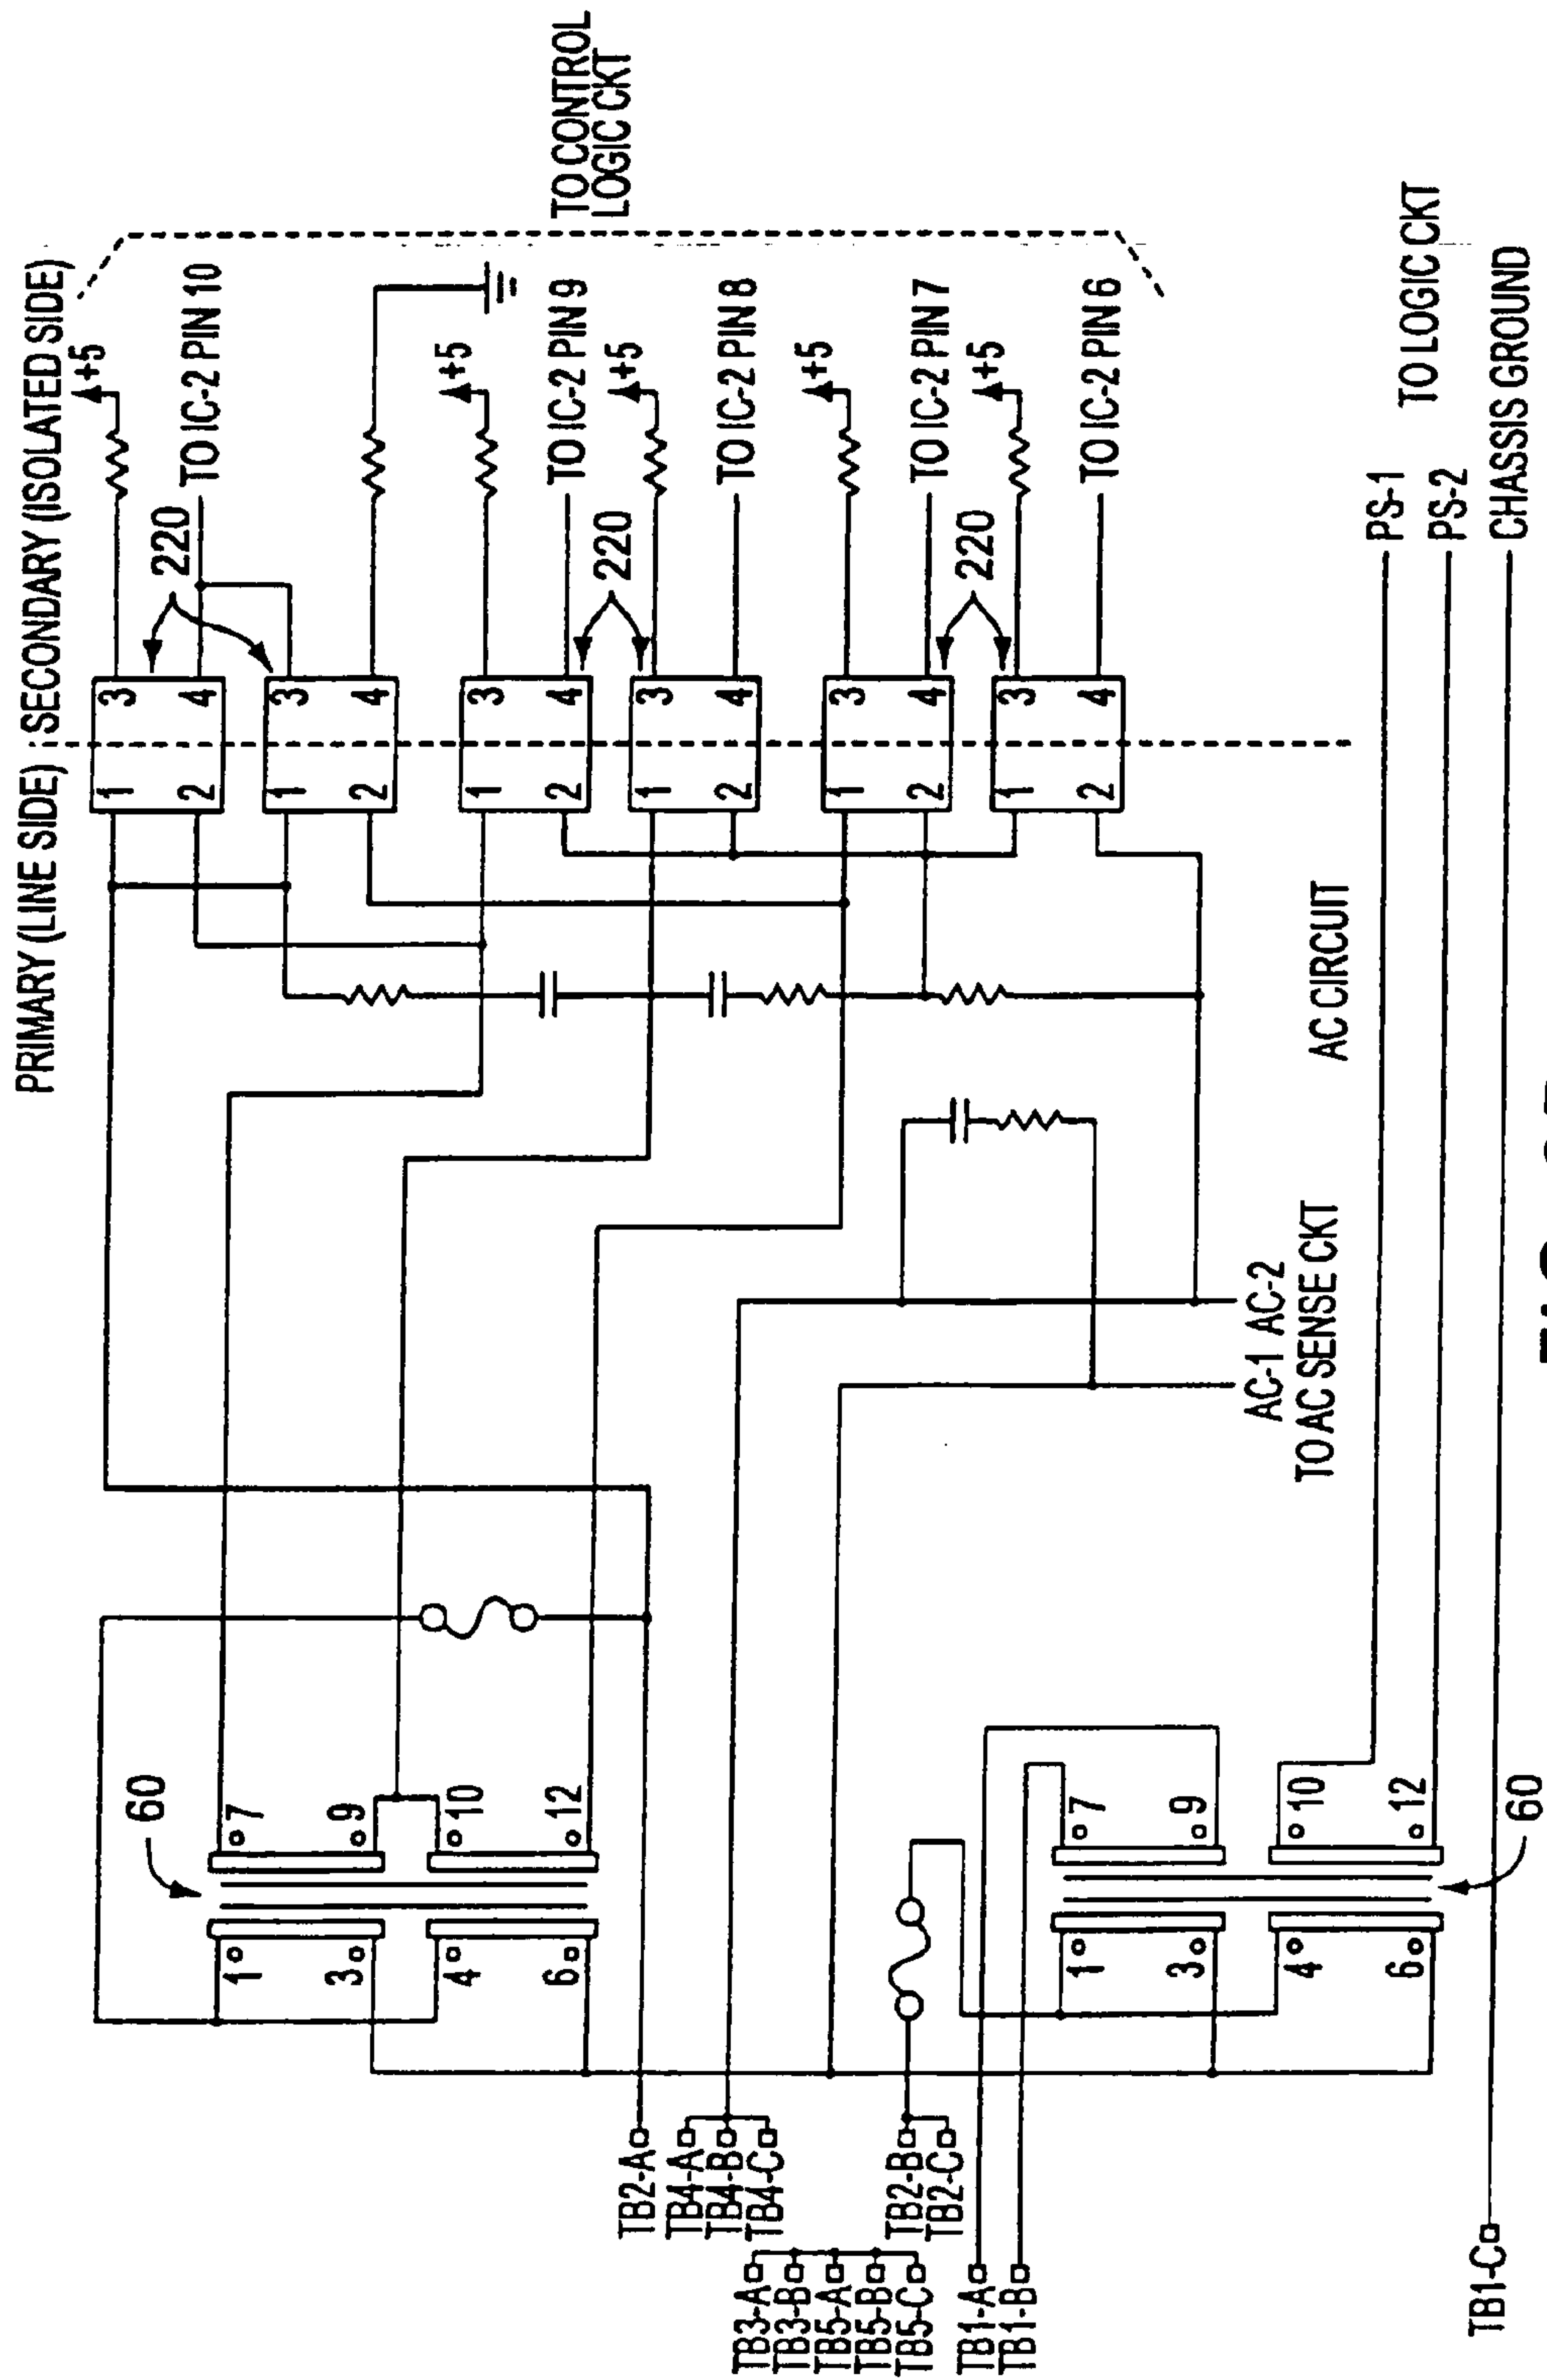 PRIMARY (LINE SIDE)
SECONDARY (ISOLATED SIDE)
+5
220
TO IC-2 PIN 10
1
2
3
4
1
2
3
4
+5
1
2
3
4
TO IC-2 PIN 9
220
+5
1
2
3
4
TO IC-2 PIN 8
+5
1
2
3
4
TO IC-2 PIN 7
220
+5
1
2
3
4
TO IC-2 PIN 6
TO CONTROL
LOGIC CKT
60
1
3
4
6
7
9
10
12
TB2-A
TB4-A
TB4-B
TB4-C
TB3-A
TB3-B
TB5-A
TB5-B
TB5-C
TB2-B
TB2-C
TB1-A
TB1-B
TB1-C
AC-1 AC-2
TO AC SENSE CKT
AC CIRCUIT
1
3
4
6
7
9
10
12
60
PS-1
PS-2
TO LOGIC CKT
CHASSIS GROUND